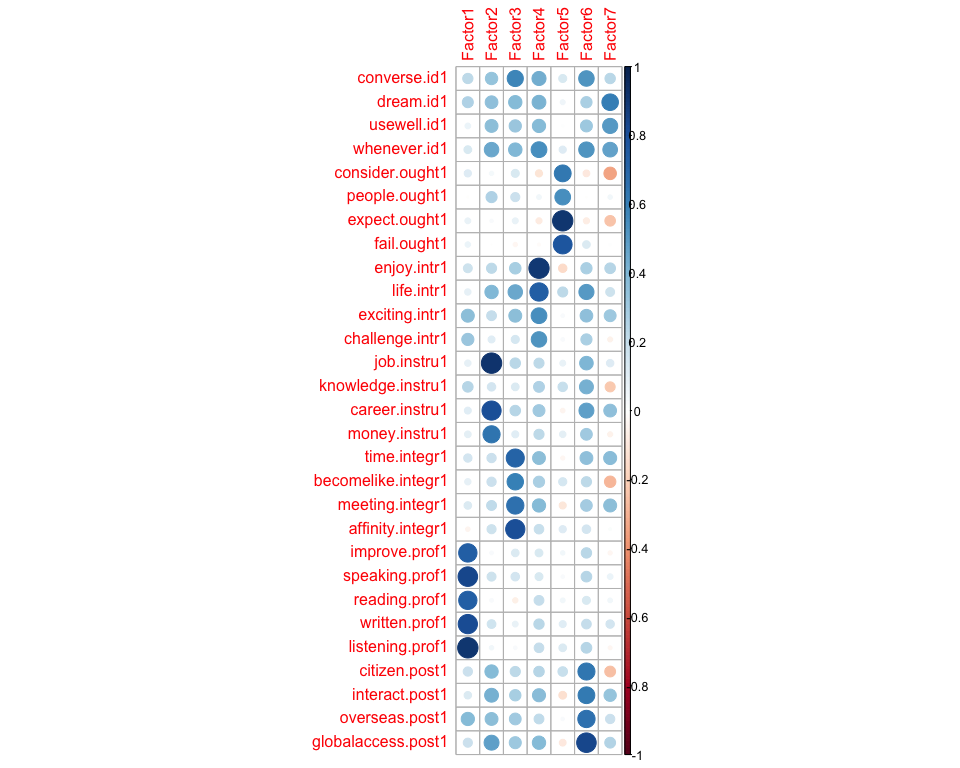 Factor1 Factor2 Factor3 Factor4 Factor5 Factor6 Factor7
converse.id1
dream.id1
usewell.id1
whenever.id1
consider.ought1
people.ought1
expect.ought1
fail.ought1
enjoy.intr1
life.intr1
exciting.intr1
challenge.intr1
job.instru1
knowledge.instru1
career.instru1
money.instru1
time.integr1
becomelike.integr1
meeting.integr1
affinity.integr1
improve.prof1
speaking.prof1
reading.prof1
written.prof1
listening.prof1
citizen.post1
interact.post1
overseas.post1
globalaccess.post1
1
0.8
0.6
0.4
0.2
0
-0.2
-0.4
-0.6
-0.8
-1